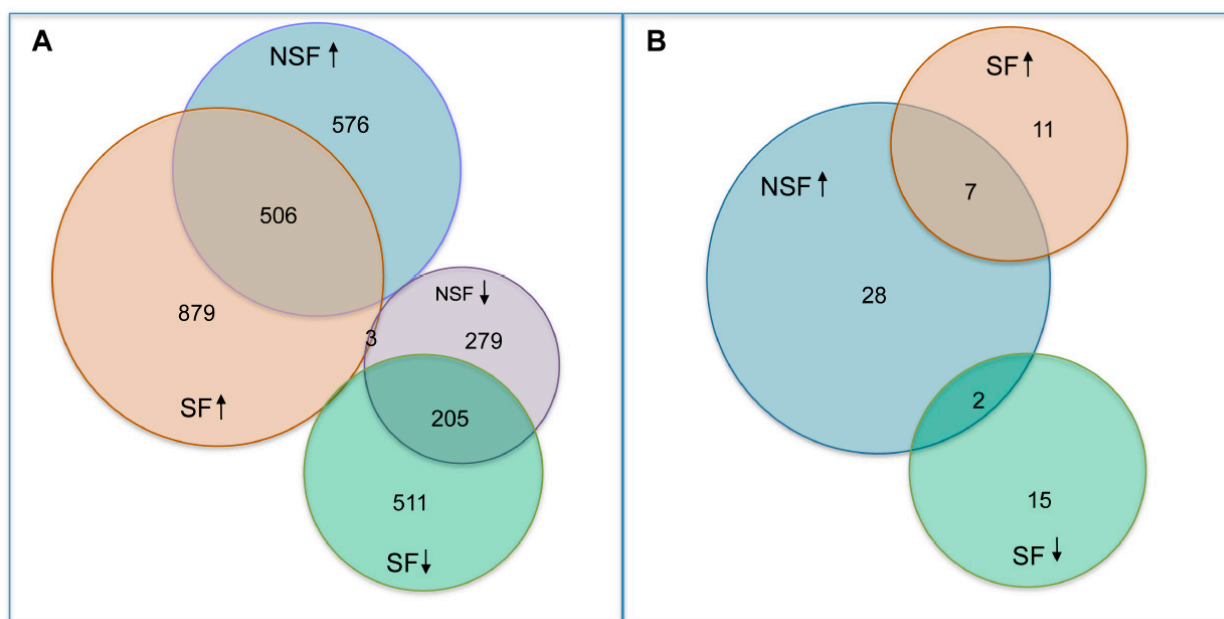 A
NSF ↑
576
506
879
SF ↑
3
NSF ↓
279
205
511
SF ↓
B
SF ↑
11
NSF ↑
7
28
2
15
SF ↓